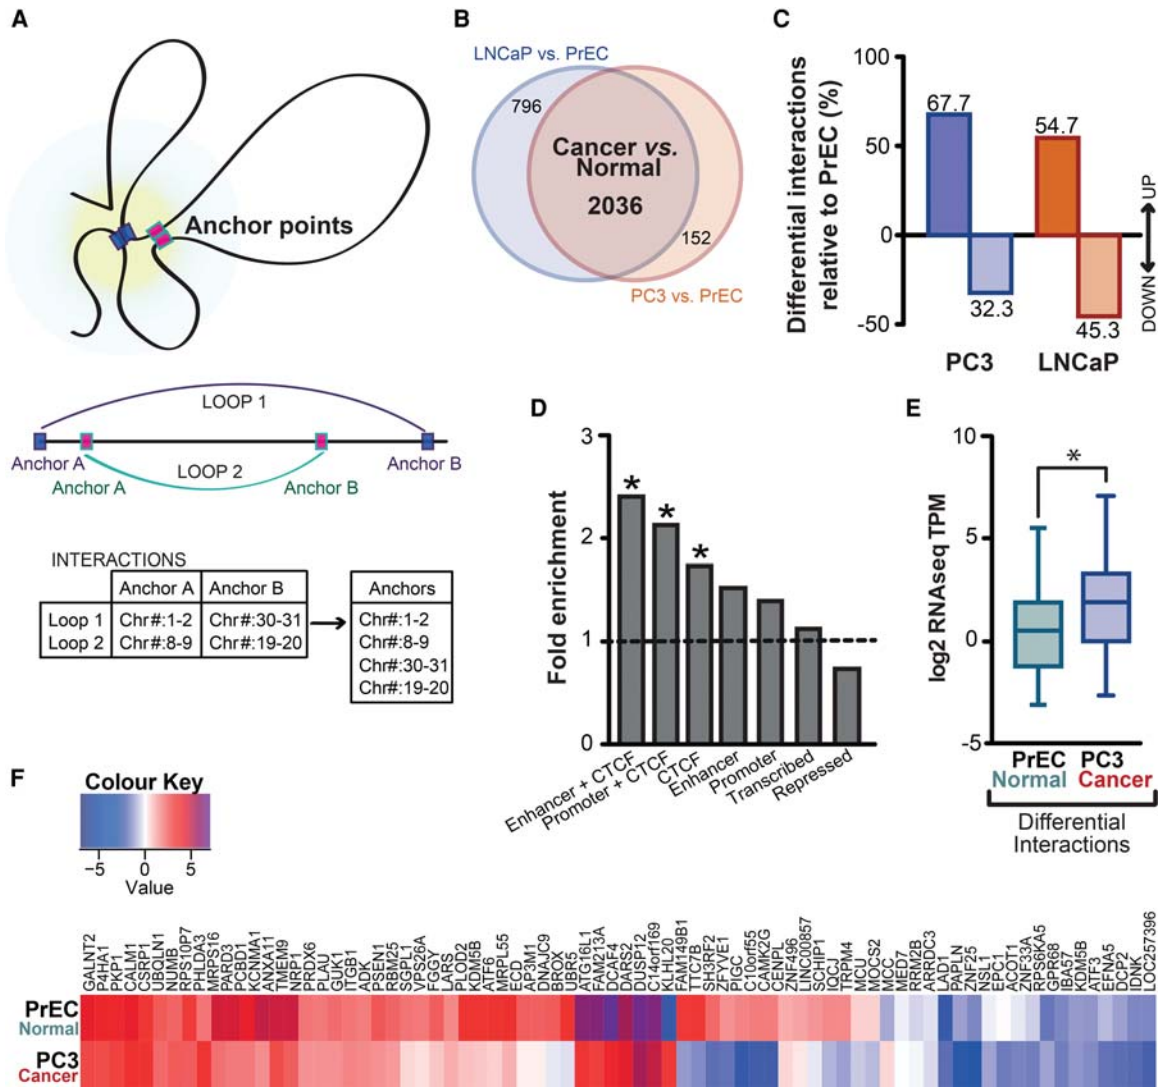 A
Anchor points
LOOP 1
Anchor A
Anchor B
LOOP 2
Anchor A
Anchor B
INTERACTIONS
Anchor A Anchor B
Loop 1 Chr#:1-2 Chr#:30-31
Loop 2 Chr#:8-9 Chr#:19-20
Anchors
Chr#:1-2
Chr#:8-9
Chr#:30-31
Chr#:19-20
B
LNCaP vs. PrEC
796
Cancer vs.
Normal
2036
152
PC3 vs. PrEC
C
Differential interactions
relative to PrEC (%)
100
50
0
-50
67.7
32.3
54.7
45.3
PC3 LNCaP
DOWN UP
D
Fold enrichment
3
2
1
0
* * *
Enhancer + CTCF
Promoter + CTCF
CTCF
Enhancer
Promoter
Transcribed
Repressed
E
log2 RNAseq TPM
10
5
0
-5
*
PrEC PC3
Normal Cancer
Differential
Interactions
F
Colour Key
−5 0 5
Value
GALNT2
P4HA1
PKP1
CALM1
CSRP1
UBQLN1
NUMB
RPS10P7
PHLDA3
MRPS16
PARD3
PCBD1
KCNMA1
ANXA11
TMEM9
NRP1
PRDX6
PLAU
GUK1
ITGB1
ADK
PSEN1
RBM25
SGPL1
VPS26A
FGGY
LARS
PLOD2
KDM5B
ATF6
MRPL55
ECD
AP3M1
DNAJC9
BROX
UBR5
ATG16L1
FAM213A
DCAF4
DARS2
DUSP12
C14orf169
KLHL20
FAM149B1
TTC7B
SH3RF2
ZFYVE1
PIGC
C10orf55
CAMK2G
CENPL
ZNF496
LINC00857
SCHIP1
IQCJ
TRPM4
MCU
MOCS2
MCC
MED7
RRM2B
ARRDC3
LAD1
PAPLN
ZNF25
NSL1
EPC1
ACOT1
ZNF33A
RPS6KA5
GPR68
IBA57
KDM5B
ATF3
EFNA5
DCP2
IDNK
LOC257396
PrEC
Normal
PC3
Cancer